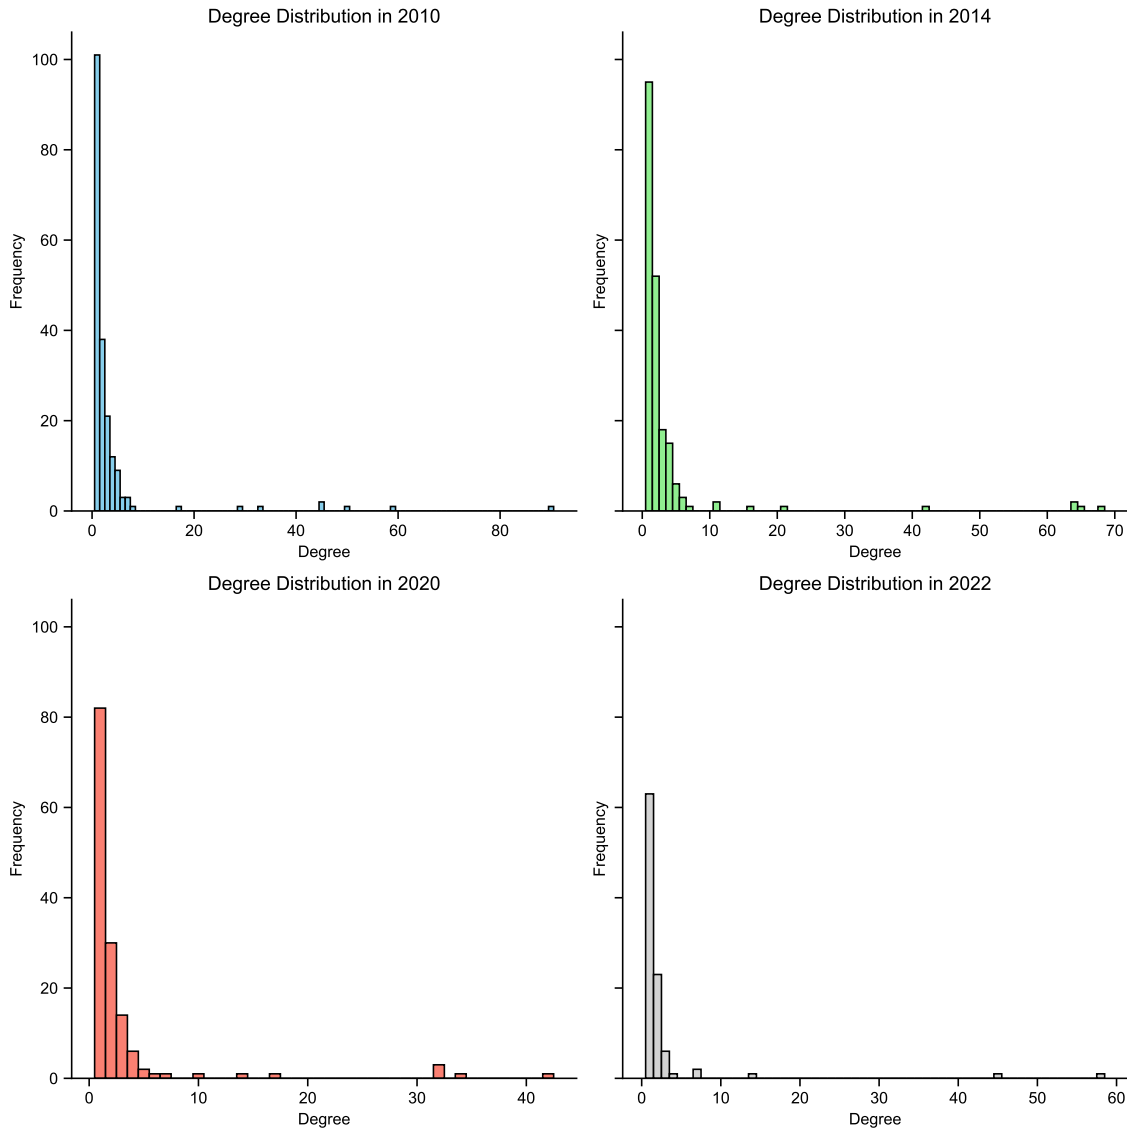 Degree Distribution in 2010
100
80
60
40
20
0
Frequency
0 20 40 60 80
Degree
Degree Distribution in 2014
Frequency
0 10 20 30 40 50 60 70
Degree
Degree Distribution in 2020
100
80
60
40
20
0
Frequency
0 10 20 30 40
Degree
Degree Distribution in 2022
Frequency
0 10 20 30 40 50 60
Degree